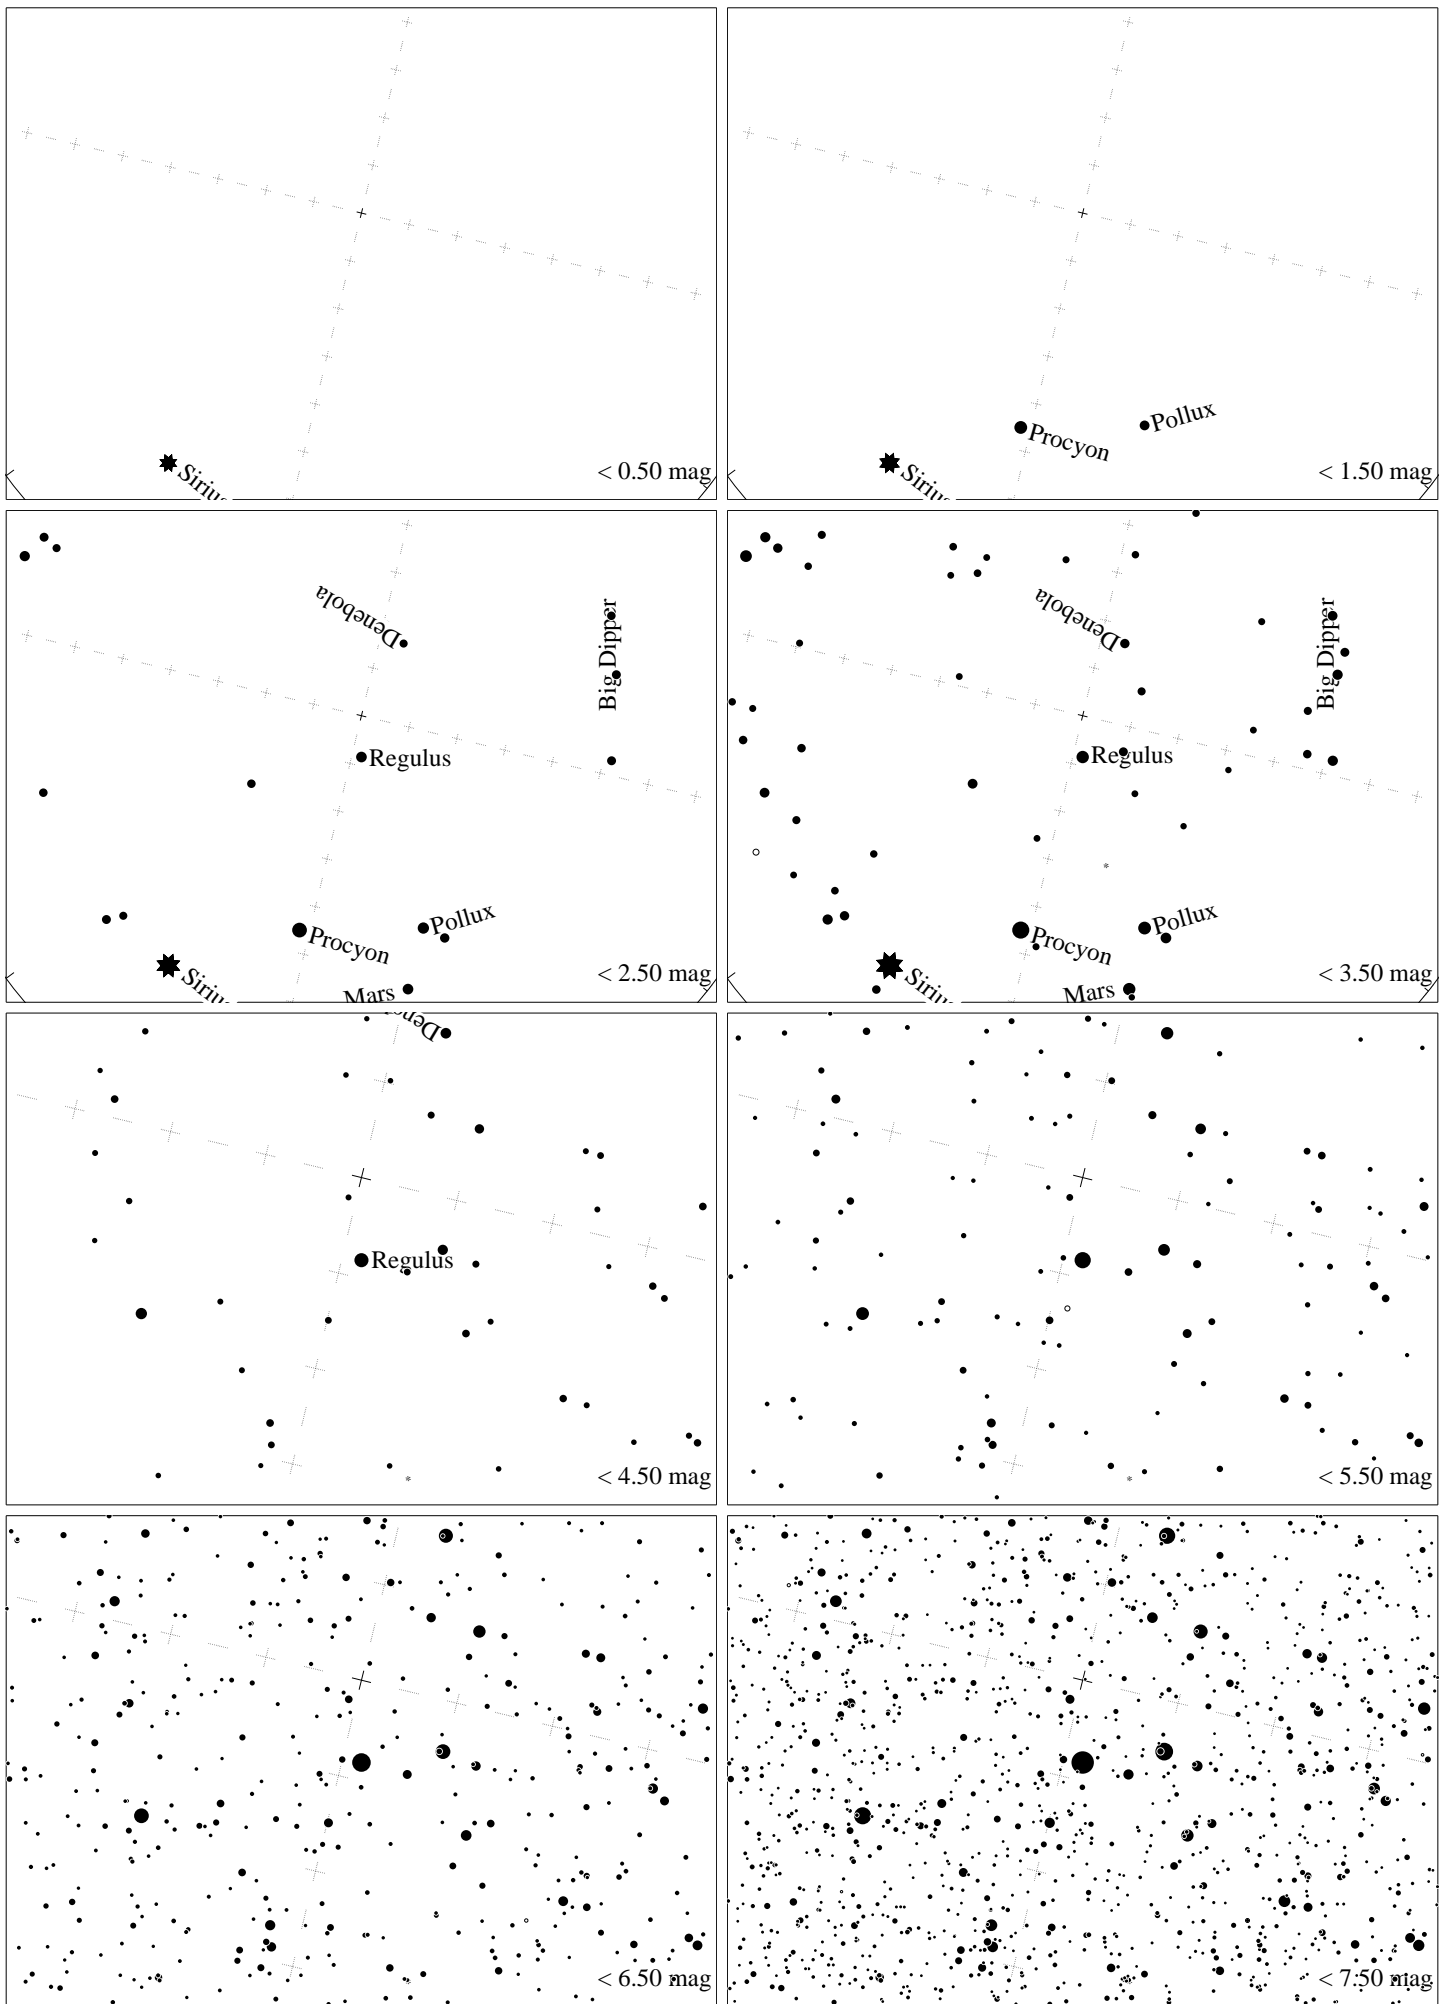 Sirius
< 0.50 mag
Procyon
Pollux
Sirius
< 1.50 mag
Denebola
Big Dipper
Regulus
Pollux
Procyon
Sirius
Mars
< 2.50 mag
Denebola
Big Dipper
Regulus
Pollux
Procyon
Sirius
Mars
< 3.50 mag
Denebola
Regulus
< 4.50 mag
< 5.50 mag
< 6.50 mag
< 7.50 mag